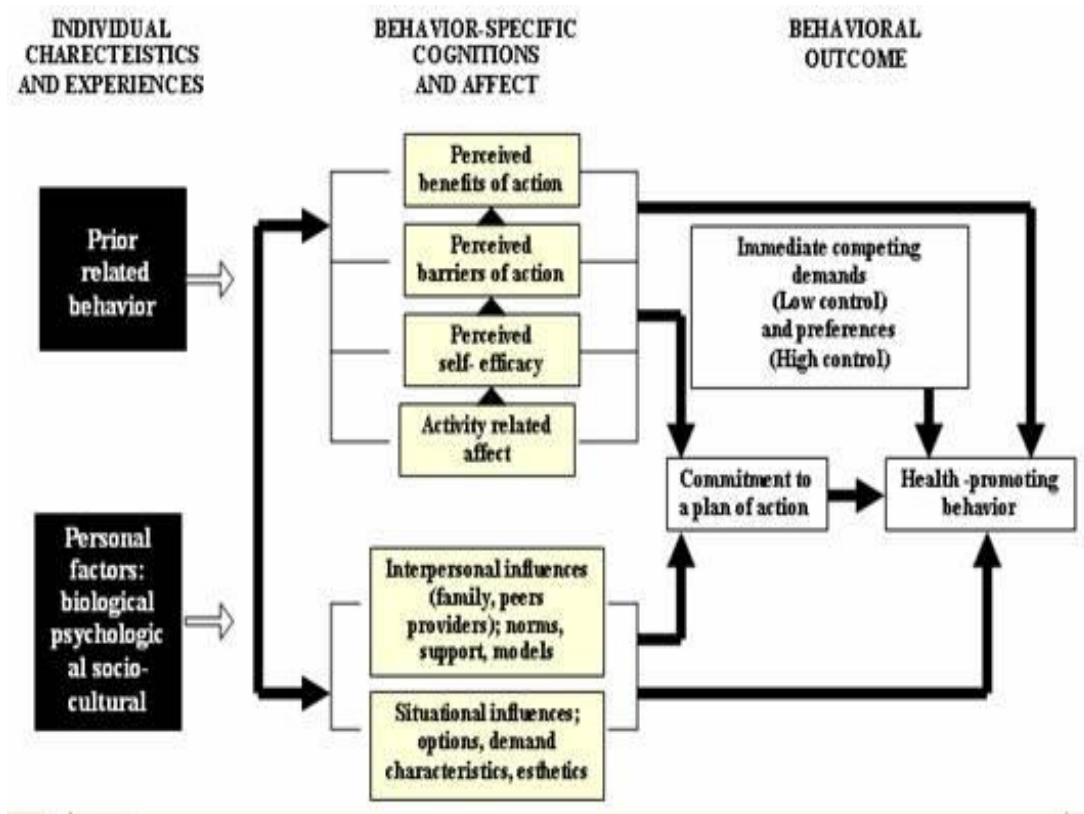 INDIVIDUAL
CHARECTEISTICS
AND EXPERIENCES
BEHAVIOR-SPECIFIC
COGNITIONS
AND AFFECT
BEHAVIORAL
OUTCOME
Prior
related
behavior
Personal
factors:
biological
psychologic
al socio-
cultural
Perceived
benefits of action
Perceived
barriers of action
Perceived
self- efficacy
Activity related
affect
Interpersonal influences
(family, peers
providers); norms,
support, models
Situational influences;
options, demand
characteristics, esthetics
Immediate competing
demands
(Low control)
and preferences
(High control)
Commitment to
a plan of action
Health -promoting
behavior